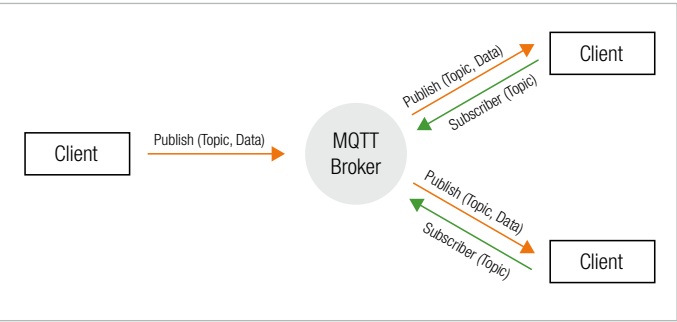 Client
Publish (Topic, Data)
MQTT
Broker
Publish (Topic, Data)
Subscriber (Topic)
Client
Publish (Topic, Data)
Subscriber (Topic)
Client